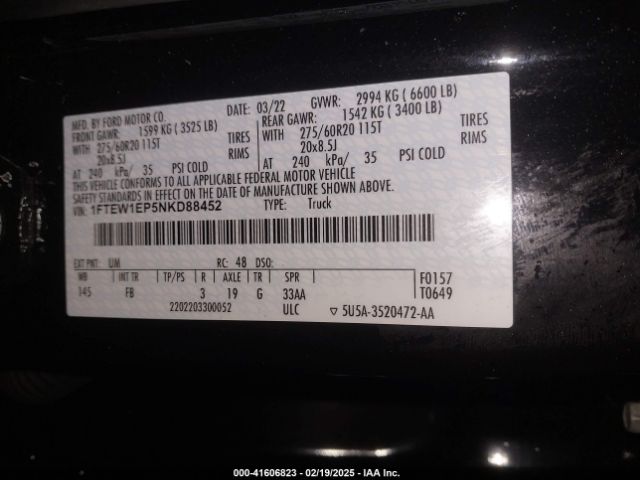 MFD. BY FORD MOTOR CO.
DATE: 03/22 GVWR: 2994 KG ( 6600 LB)
FRONT GAWR: 1599 KG ( 3525 LB)
REAR GAWR: 1542 KG ( 3400 LB)
WITH 275/60R20 115T TIRES
WITH 275/60R20 115T TIRES
20x8.5J RIMS
20x8.5J RIMS
AT 240 kPa/ 35 PSI COLD
AT 240 kPa/ 35 PSI COLD
THIS VEHICLE CONFORMS TO ALL APPLICABLE FEDERAL MOTOR VEHICLE
SAFETY STANDARDS IN EFFECT ON THE DATE OF MANUFACTURE SHOWN ABOVE.
VIN: 1FTEW1EP5NKD88452 TYPE: Truck
EXT PNT: UM RC: 48 DSO:
WB INT TR TP/PS R AXLE TR SPR F0157
145 FB 3 19 G 33AA T0649
2202203300052 ULC ▽ 5U5A-3520472-AA
000-41606823 - 02/19/2025 - IAA Inc.